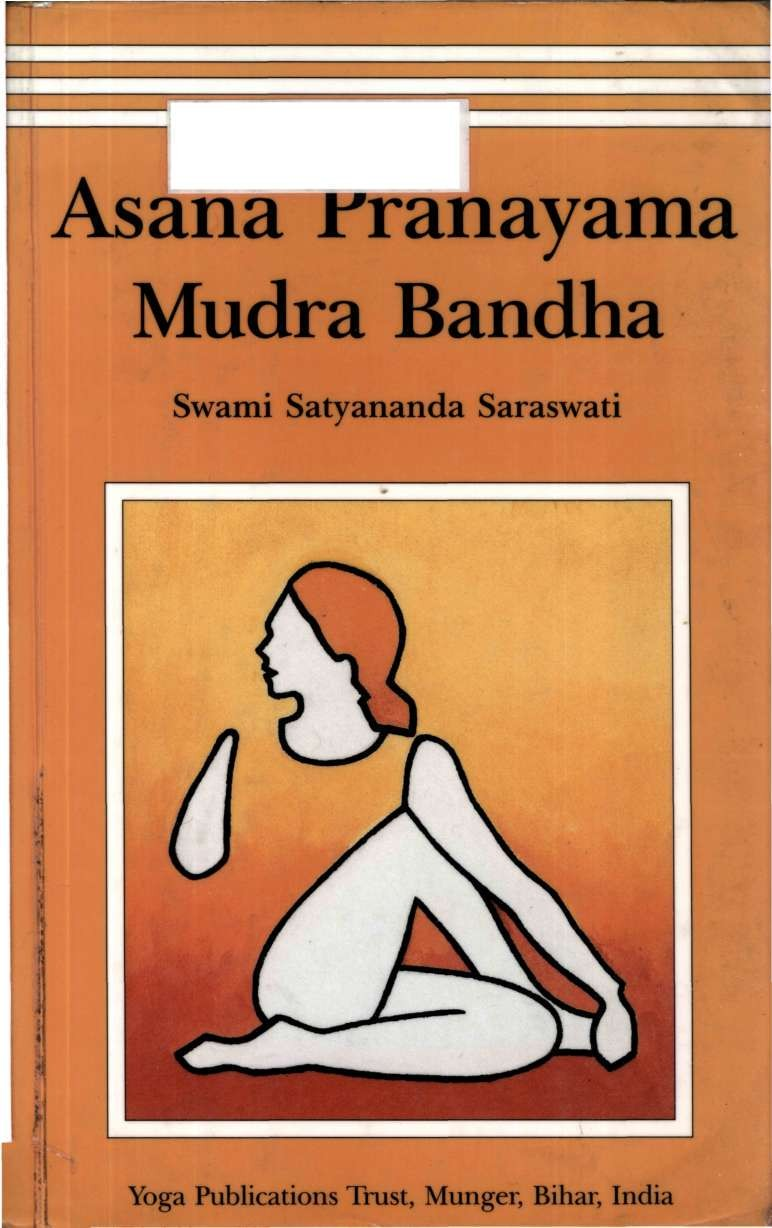 Asana Pranayama
Mudra Bandha
Swami Satyananda Saraswati
Yoga Publications Trust, Munger, Bihar, India